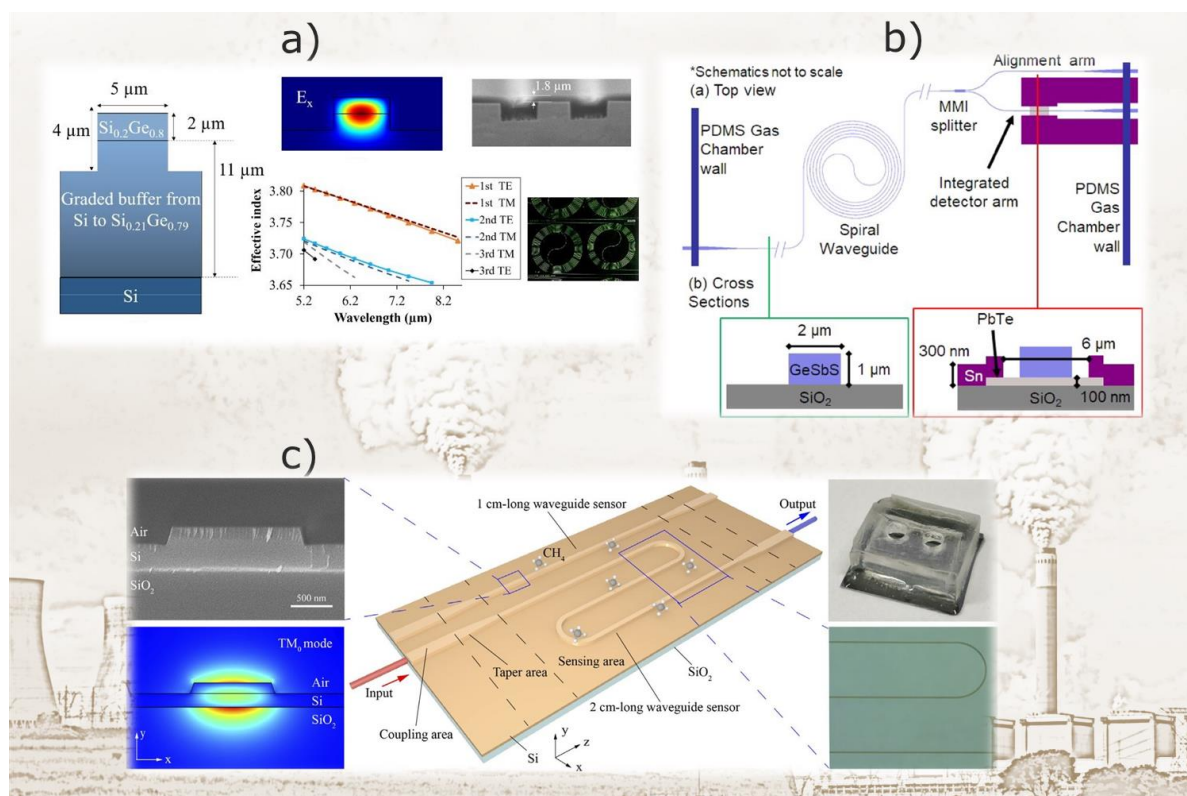 a)
5 µm
Si0.2Ge0.8
2 µm
4 µm
11 µm
Graded buffer from
Si to Si0.21Ge0.79
Si
Ex
1.8 µm
Effective index
3.80
3.75
3.70
3.65
5.2
6.2
7.2
8.2
Wavelength (µm)
1st TE
1st TM
2nd TE
2nd TM
3rd TM
3rd TE
b)
*Schematics not to scale
(a) Top view
PDMS Gas
Chamber
wall
Spiral
Waveguide
Alignment arm
MMI
splitter
Integrated
detector arm
PDMS
Gas
Chamber
wall
(b) Cross
Sections
2 µm
GeSbS
1 µm
SiO2
PbTe
300 nm
6 µm
Sn
SiO2
100 nm
c)
Air
Si
SiO2
500 nm
TM0 mode
Air
Si
SiO2
y
x
1 cm-long waveguide sensor
CH4
Output
Input
Coupling area
Taper area
Sensing area
SiO2
2 cm-long waveguide sensor
Si
y
z
x